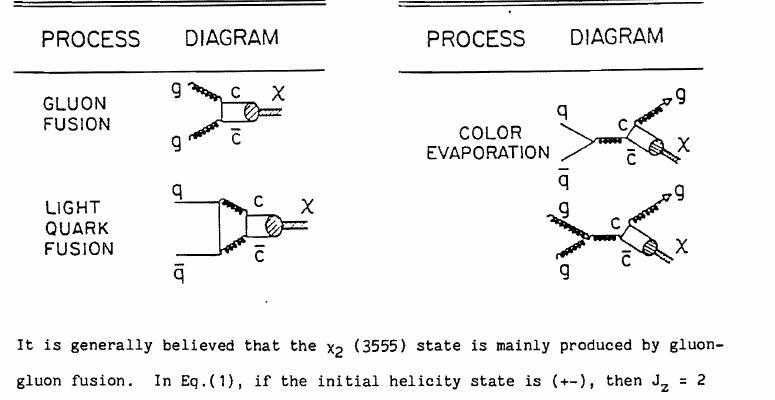 PROCESS DIAGRAM
GLUON
FUSION
g
g
c
c̅
χ
LIGHT
QUARK
FUSION
q
q̅
c
c̅
χ
PROCESS DIAGRAM
COLOR
EVAPORATION
q
q̅
c
c̅
g
χ
g
g
c
c̅
g
χ
It is generally believed that the χ₂ (3555) state is mainly produced by gluon-
gluon fusion. In Eq.(1), if the initial helicity state is (+-), then J_z = 2